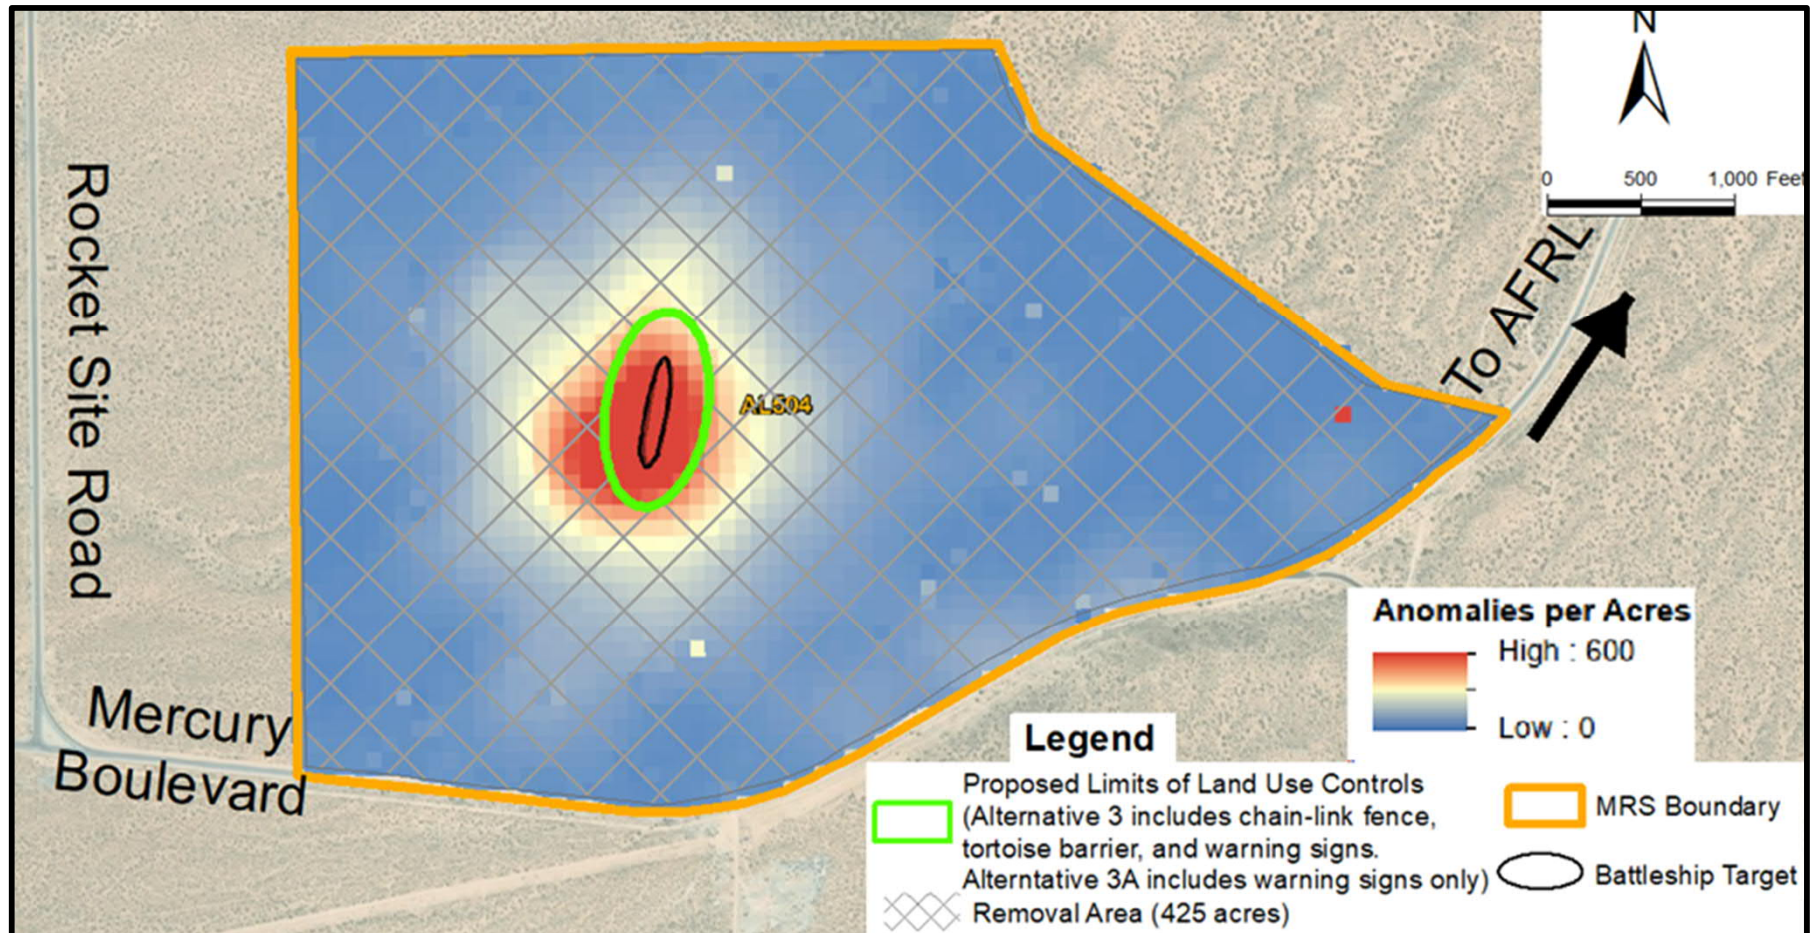 N
0 500 1,000 Feet
Rocket Site Road
To AFRL
AL504
Mercury
Boulevard
Anomalies per Acres
High : 600
Low : 0
Legend
Proposed Limits of Land Use Controls
(Alternative 3 includes chain-link fence,
tortoise barrier, and warning signs.
Alterntative 3A includes warning signs only)
Removal Area (425 acres)
MRS Boundary
Battleship Target